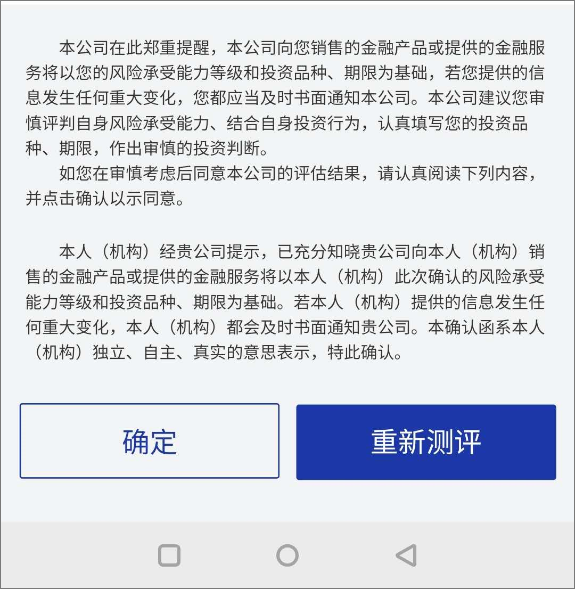 本公司在此郑重提醒，本公司向您销售的金融产品或提供的金融服
务将以您的风险承受能力等级和投资品种、期限为基础，若您提供的信
息发生任何重大变化，您都应当及时书面通知本公司。本公司建议您审
慎评判自身风险承受能力、结合自身投资行为，认真填写您的投资品
种、期限，作出审慎的投资判断。
如您在审慎考虑后同意本公司的评估结果，请认真阅读下列内容，
并点击确认以示同意。
本人（机构）经贵公司提示，已充分知晓贵公司向本人（机构）销
售的金融产品或提供的金融服务将以本人（机构）此次确认的风险承受
能力等级和投资品种、期限为基础。若本人（机构）提供的信息发生任
何重大变化，本人（机构）都会及时书面通知贵公司。本确认函系本人
（机构）独立、自主、真实的意思表示，特此确认。
确定
重新测评